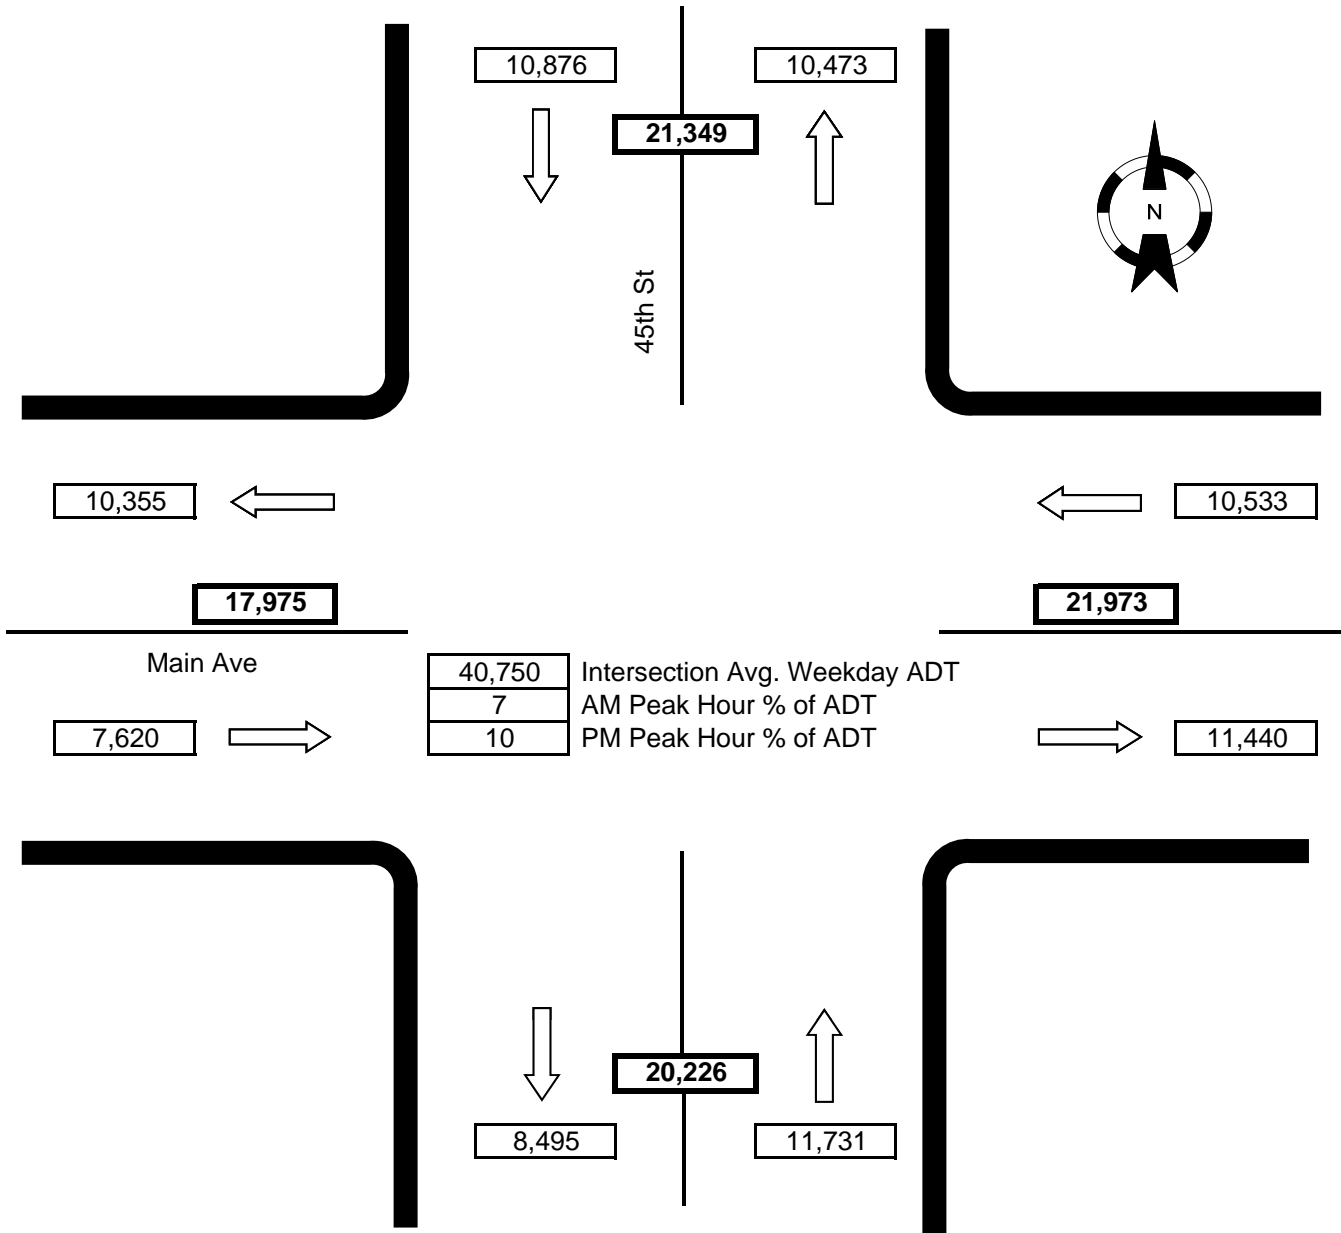 10,876
10,473
21,349
N
45th St
10,355
10,533
17,975
21,973
Main Ave
40,750 Intersection Avg. Weekday ADT
7 AM Peak Hour % of ADT
10 PM Peak Hour % of ADT
7,620
11,440
20,226
8,495
11,731